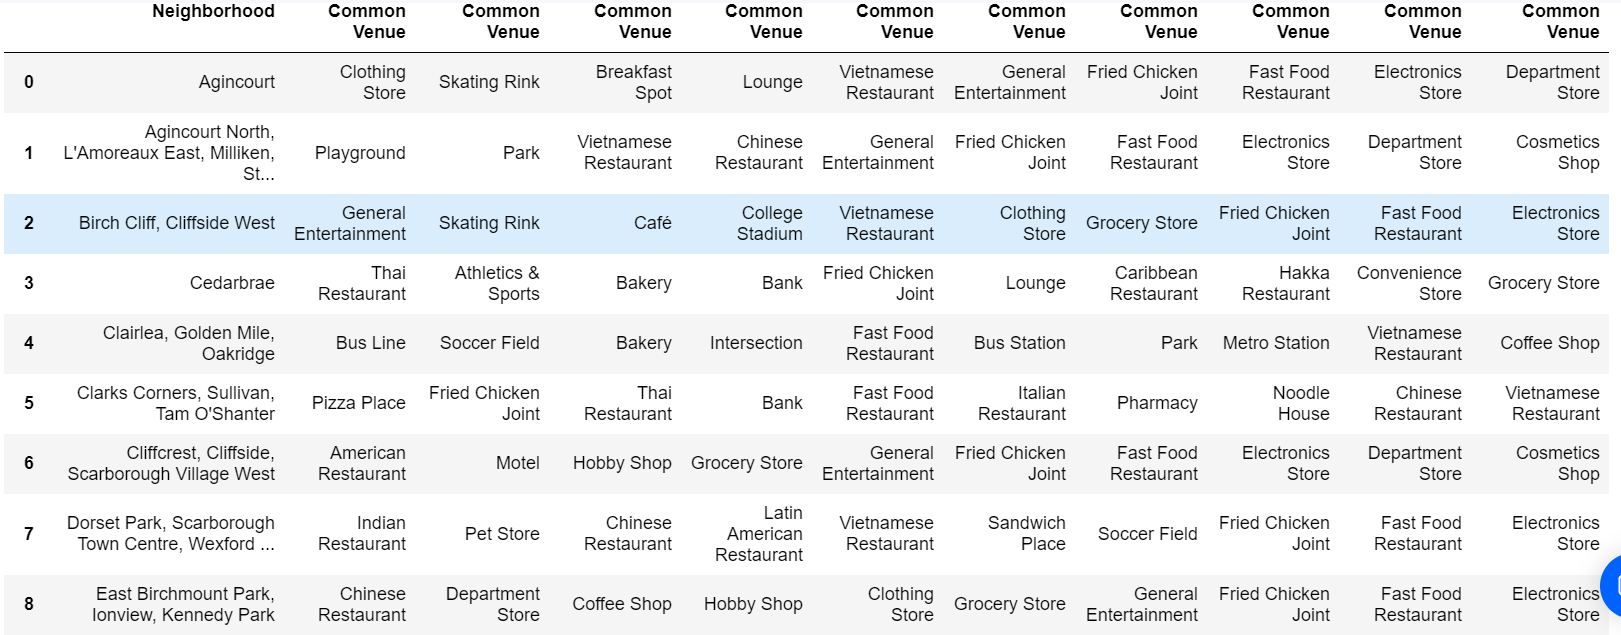 Neighborhood Common Venue Common Venue Common Venue Common Venue Common Venue Common Venue Common Venue Common Venue Common Venue Common Venue
0 Agincourt Clothing Store Skating Rink Breakfast Spot Lounge Vietnamese Restaurant General Entertainment Fried Chicken Joint Fast Food Restaurant Electronics Store Department Store
1 Agincourt North, L'Amoreaux East, Milliken, St... Playground Park Vietnamese Restaurant Chinese Restaurant General Entertainment Fried Chicken Joint Fast Food Restaurant Electronics Store Department Store Cosmetics Shop
2 Birch Cliff, Cliffside West General Entertainment Skating Rink Café College Stadium Vietnamese Restaurant Clothing Store Grocery Store Fried Chicken Joint Fast Food Restaurant Electronics Store
3 Cedarbrae Thai Restaurant Athletics & Sports Bakery Bank Fried Chicken Joint Lounge Caribbean Restaurant Hakka Restaurant Convenience Store Grocery Store
4 Clairlea, Golden Mile, Oakridge Bus Line Soccer Field Bakery Intersection Fast Food Restaurant Bus Station Park Metro Station Vietnamese Restaurant Coffee Shop
5 Clarks Corners, Sullivan, Tam O'Shanter Pizza Place Fried Chicken Joint Thai Restaurant Bank Fast Food Restaurant Italian Restaurant Pharmacy Noodle House Chinese Restaurant Vietnamese Restaurant
6 Cliffcrest, Cliffside, Scarborough Village West American Restaurant Motel Hobby Shop Grocery Store General Entertainment Fried Chicken Joint Fast Food Restaurant Electronics Store Department Store Cosmetics Shop
7 Dorset Park, Scarborough Town Centre, Wexford ... Indian Restaurant Pet Store Chinese Restaurant Latin American Restaurant Vietnamese Restaurant Sandwich Place Soccer Field Fried Chicken Joint Fast Food Restaurant Electronics Store
8 East Birchmount Park, Ionview, Kennedy Park Chinese Restaurant Department Store Coffee Shop Hobby Shop Clothing Store Grocery Store General Entertainment Fried Chicken Joint Fast Food Restaurant Electronics Store